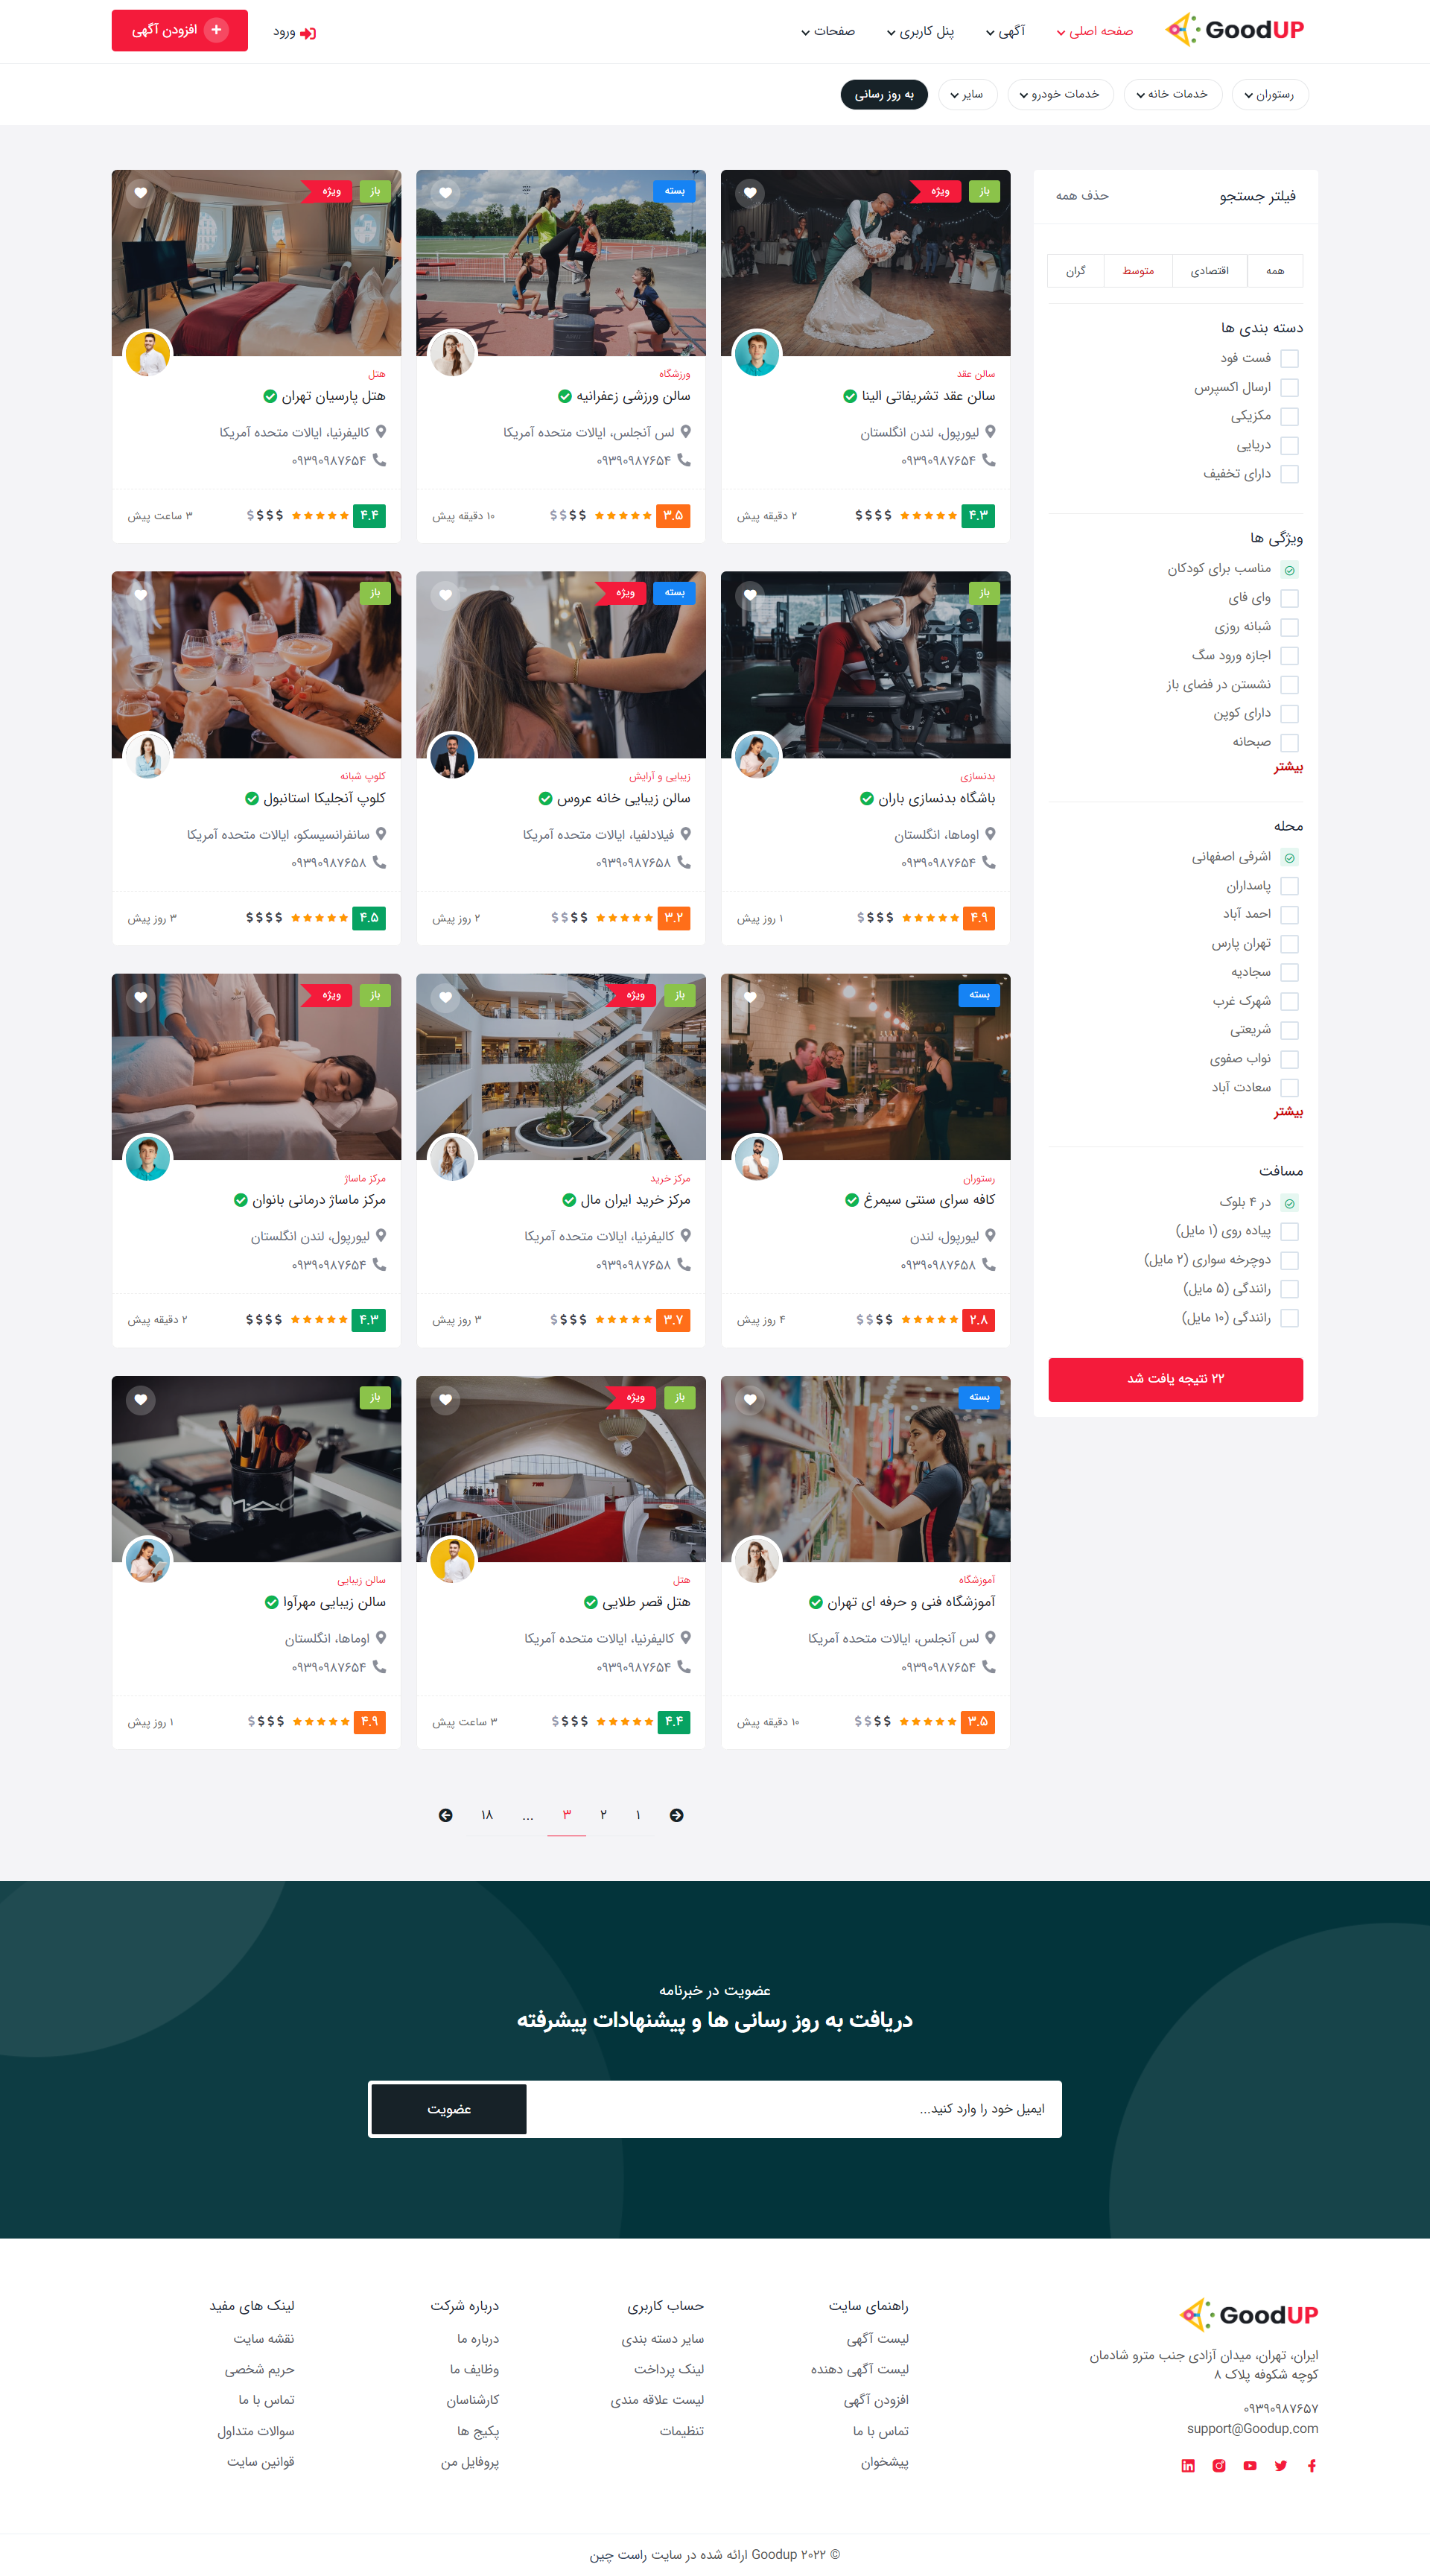 GoodUP
صفحه اصلی
آگهی
پنل کاربری
صفحات
ورود
افزودن آگهی
رستوران
خدمات خانه
خدمات خودرو
سایر
به روز رسانی
فیلتر جستجو
حذف همه
همه
اقتصادی
متوسط
گران
دسته بندی ها
فست فود
ارسال اکسپرس
مکزیکی
دریایی
دارای تخفیف
ویژگی ها
مناسب برای کودکان
وای فای
شبانه روزی
اجازه ورود سگ
نشستن در فضای باز
دارای کوپن
صبحانه
بیشتر
محله
اشرفی اصفهانی
پاسداران
احمد آباد
تهران پارس
سجادیه
شهرک غرب
شریعتی
نواب صفوی
سعادت آباد
بیشتر
مسافت
در ۴ بلوک
پیاده روی (۱ مایل)
دوچرخه سواری (۲ مایل)
رانندگی (۵ مایل)
رانندگی (۱۰ مایل)
۲۲ نتیجه یافت شد
باز
ویژه
سالن عقد
سالن عقد تشریفاتی الینا
لیورپول، لندن انگلستان
۰۹۳۹۰۹۸۷۶۵۴
۴.۳
$$$$
۲ دقیقه پیش
بسته
ورزشگاه
سالن ورزشی زعفرانیه
لس آنجلس، ایالات متحده آمریکا
۰۹۳۹۰۹۸۷۶۵۴
۳.۵
$$$$
۱۰ دقیقه پیش
باز
ویژه
هتل
هتل پارسیان تهران
کالیفرنیا، ایالات متحده آمریکا
۰۹۳۹۰۹۸۷۶۵۴
۴.۴
$$$$
۳ ساعت پیش
باز
بدنسازی
باشگاه بدنسازی باران
اوماها، انگلستان
۰۹۳۹۰۹۸۷۶۵۴
۴.۹
$$$$
۱ روز پیش
بسته
ویژه
زیبایی و آرایش
سالن زیبایی خانه عروس
فیلادلفیا، ایالات متحده آمریکا
۰۹۳۹۰۹۸۷۶۵۸
۳.۲
$$$$
۲ روز پیش
باز
کلوپ شبانه
کلوپ آنجلیکا استانبول
سانفرانسیسکو، ایالات متحده آمریکا
۰۹۳۹۰۹۸۷۶۵۸
۴.۵
$$$$
۳ روز پیش
بسته
رستوران
کافه سرای سنتی سیمرغ
لیورپول، لندن
۰۹۳۹۰۹۸۷۶۵۸
۲.۸
$$$$
۴ روز پیش
باز
ویژه
مرکز خرید
مرکز خرید ایران مال
کالیفرنیا، ایالات متحده آمریکا
۰۹۳۹۰۹۸۷۶۵۸
۳.۷
$$$$
۳ روز پیش
باز
ویژه
مرکز ماساژ
مرکز ماساژ درمانی بانوان
لیورپول، لندن انگلستان
۰۹۳۹۰۹۸۷۶۵۴
۴.۳
$$$$
۲ دقیقه پیش
بسته
آموزشگاه
آموزشگاه فنی و حرفه ای تهران
لس آنجلس، ایالات متحده آمریکا
۰۹۳۹۰۹۸۷۶۵۴
۳.۵
$$$$
۱۰ دقیقه پیش
باز
ویژه
هتل
هتل قصر طلایی
کالیفرنیا، ایالات متحده آمریکا
۰۹۳۹۰۹۸۷۶۵۴
۴.۴
$$$$
۳ ساعت پیش
باز
MAC
سالن زیبایی
سالن زیبایی مهرآوا
اوماها، انگلستان
۰۹۳۹۰۹۸۷۶۵۴
۴.۹
$$$$
۱ روز پیش
۱
۲
۳
...
۱۸
عضویت در خبرنامه
دریافت به روز رسانی ها و پیشنهادات پیشرفته
ایمیل خود را وارد کنید...
عضویت
GoodUP
ایران، تهران، میدان آزادی جنب مترو شادمان
کوچه شکوفه پلاک ۸
۰۹۳۹۰۹۸۷۶۵۷
support@Goodup.com
راهنمای سایت
لیست آگهی
لیست آگهی دهنده
افزودن آگهی
تماس با ما
پیشخوان
حساب کاربری
سایر دسته بندی
لینک پرداخت
لیست علاقه مندی
تنظیمات
درباره شرکت
درباره ما
وظایف ما
کارشناسان
پکیج ها
پروفایل من
لینک های مفید
نقشه سایت
حریم شخصی
تماس با ما
سوالات متداول
قوانین سایت
© ۲۰۲۲ Goodup ارائه شده در سایت راست چین